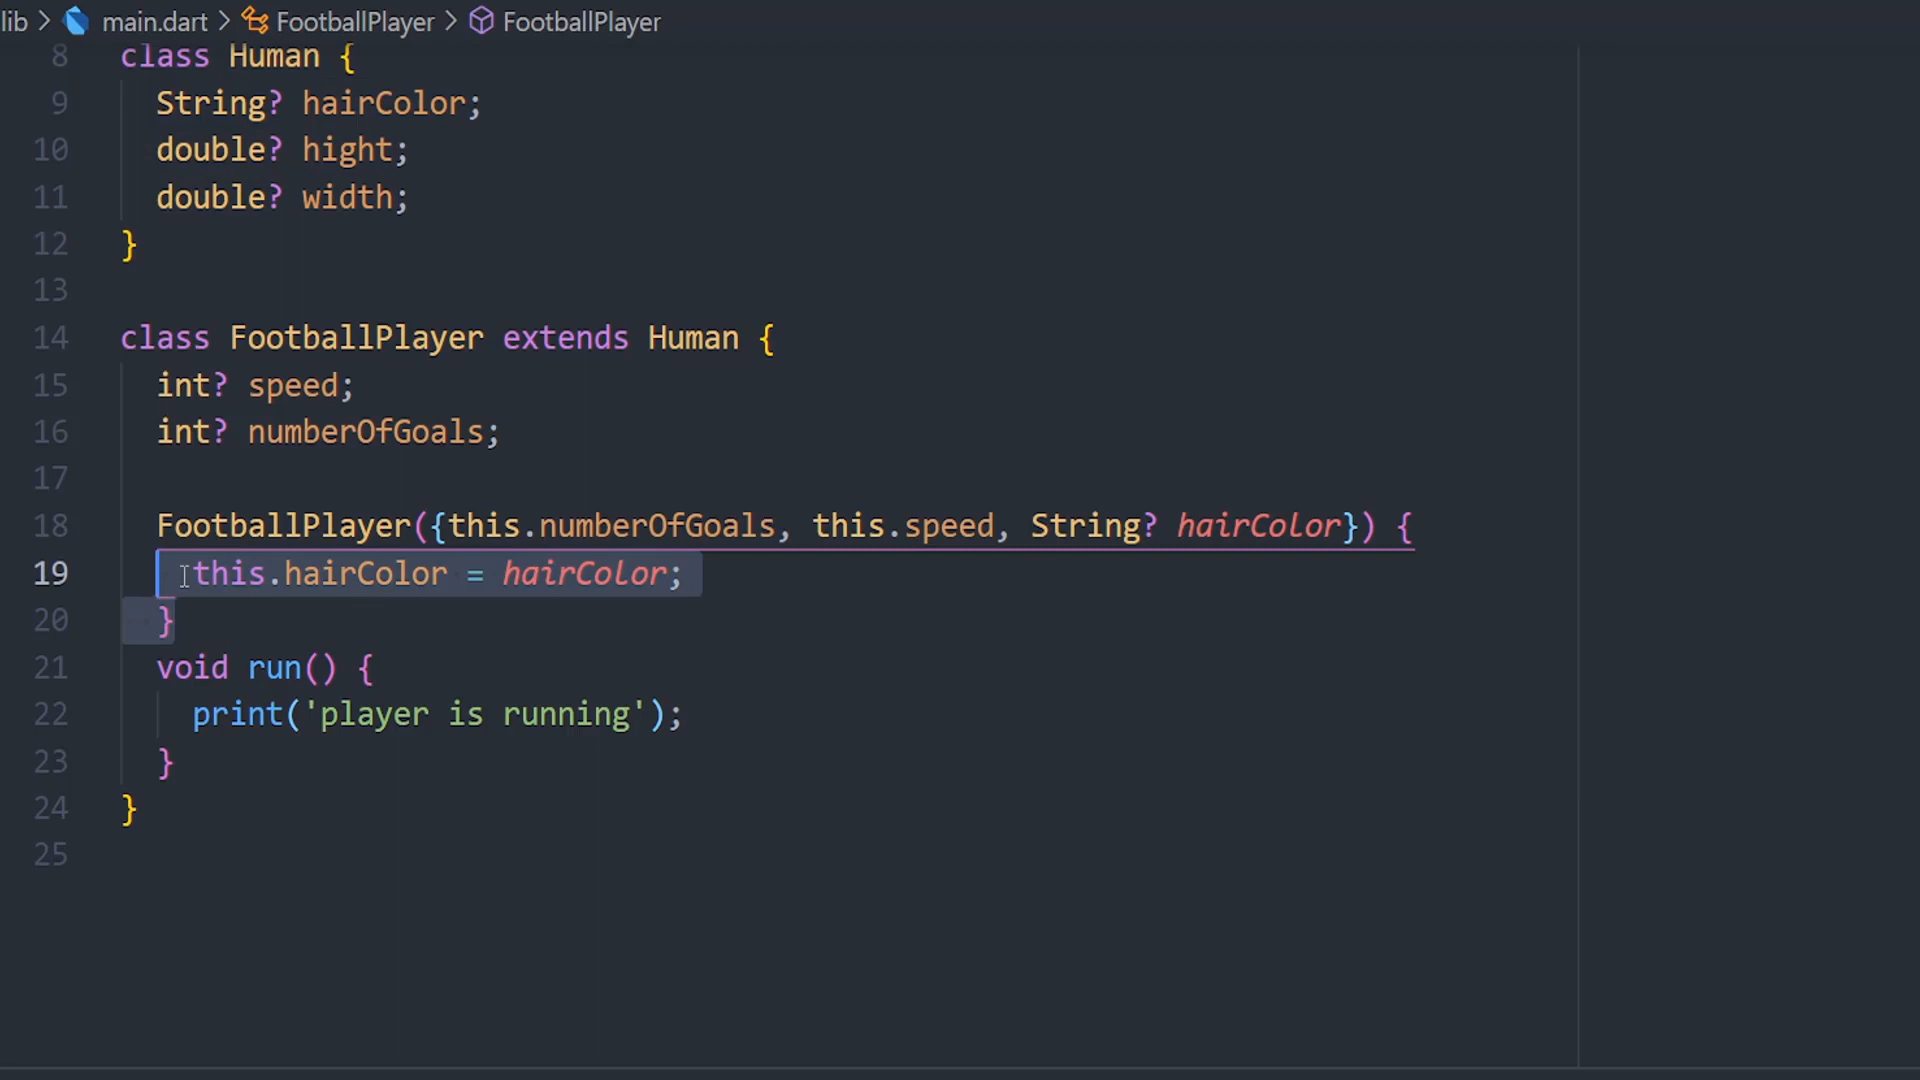 lib > main.dart > FootballPlayer > FootballPlayer
8 class Human {
9 String? hairColor;
10 double? hight;
11 double? width;
12 }
13
14 class FootballPlayer extends Human {
15 int? speed;
16 int? numberOfGoals;
17
18 FootballPlayer({this.numberOfGoals, this.speed, String? hairColor}) {
19 this.hairColor = hairColor;
20 }
21 void run() {
22 print('player is running');
23 }
24 }
25